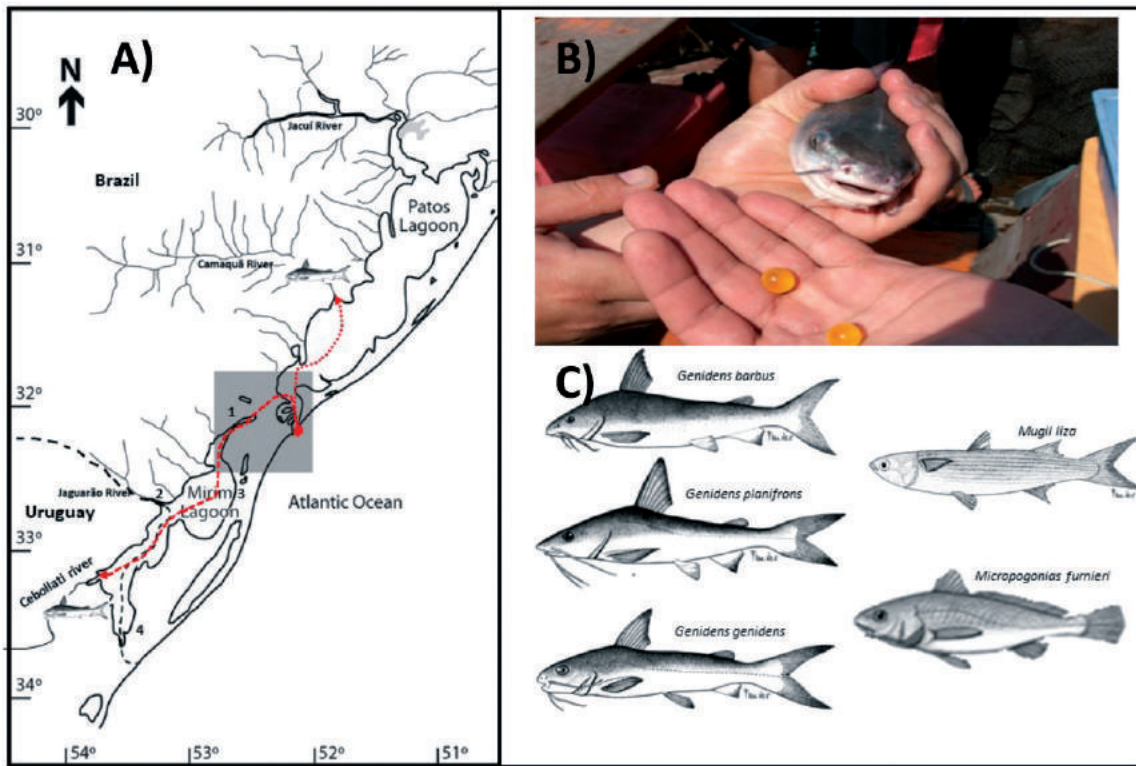 A)
N
30°
Jacuí River
Brazil
Patos
Lagoon
31°
Camaquã River
32°
1
Jaguarão River
2
Mirim
3
Lagoon
Atlantic Ocean
Uruguay
33°
Cebollati river
4
34°
54°
53°
52°
51°
B)
C)
Genidens barbus
Mugil liza
Genidens planifrons
Micropogonias furnieri
Genidens genidens